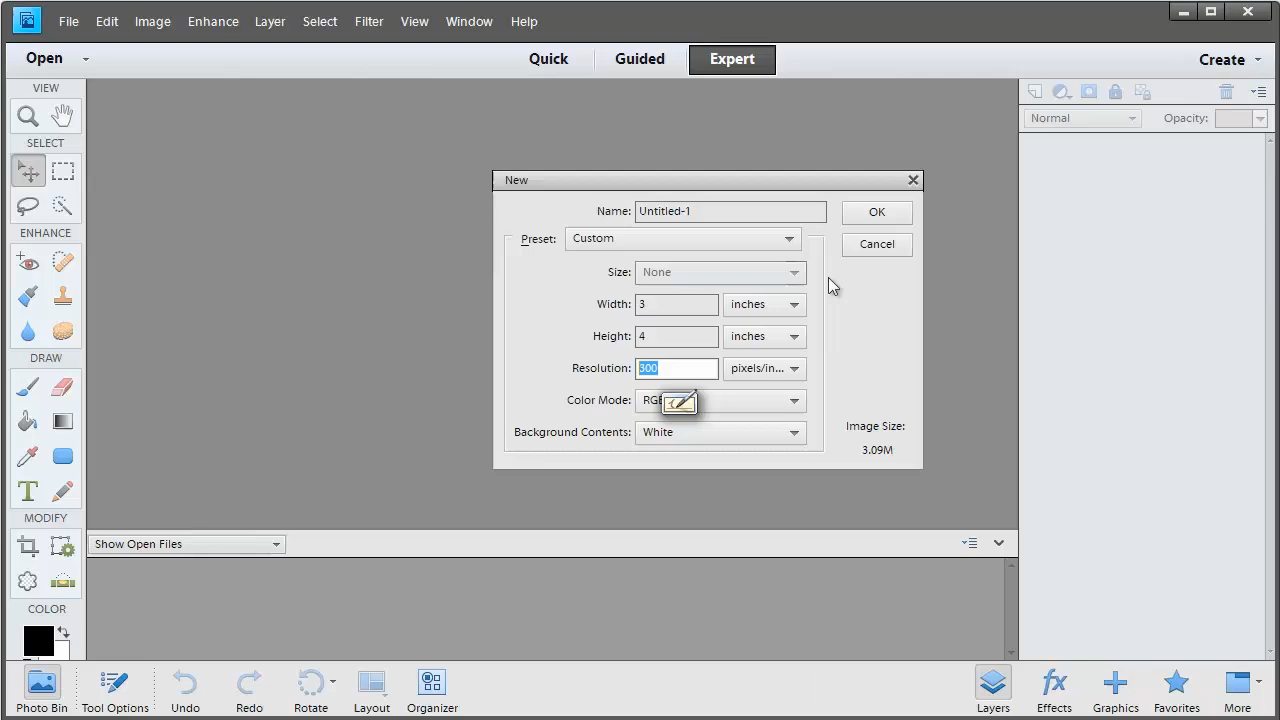 File Edit Image Enhance Layer Select Filter View Window Help
Open Quick Guided Expert Create
VIEW
SELECT
ENHANCE
DRAW
MODIFY
COLOR
Normal Opacity:
New
Name: Untitled-1 OK
Preset: Custom Cancel
Size: None
Width: 3 inches
Height: 4 inches
Resolution: 300 pixels/in...
Color Mode: RGB
Background Contents: White
Image Size:
3.09M
Show Open Files
Photo Bin Tool Options Undo Redo Rotate Layout Organizer Layers Effects Graphics Favorites More